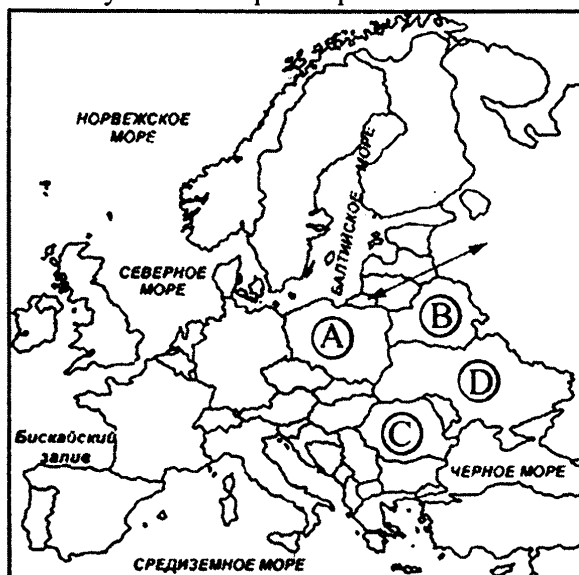 НОРВЕЖСКОЕ
МОРЕ
БАЛТИЙСКОЕ МОРЕ
СЕВЕРНОЕ
МОРЕ
A
B
D
C
Бискайский
залив
ЧЕРНОЕ МОРЕ
СРЕДИЗЕМНОЕ МОРЕ